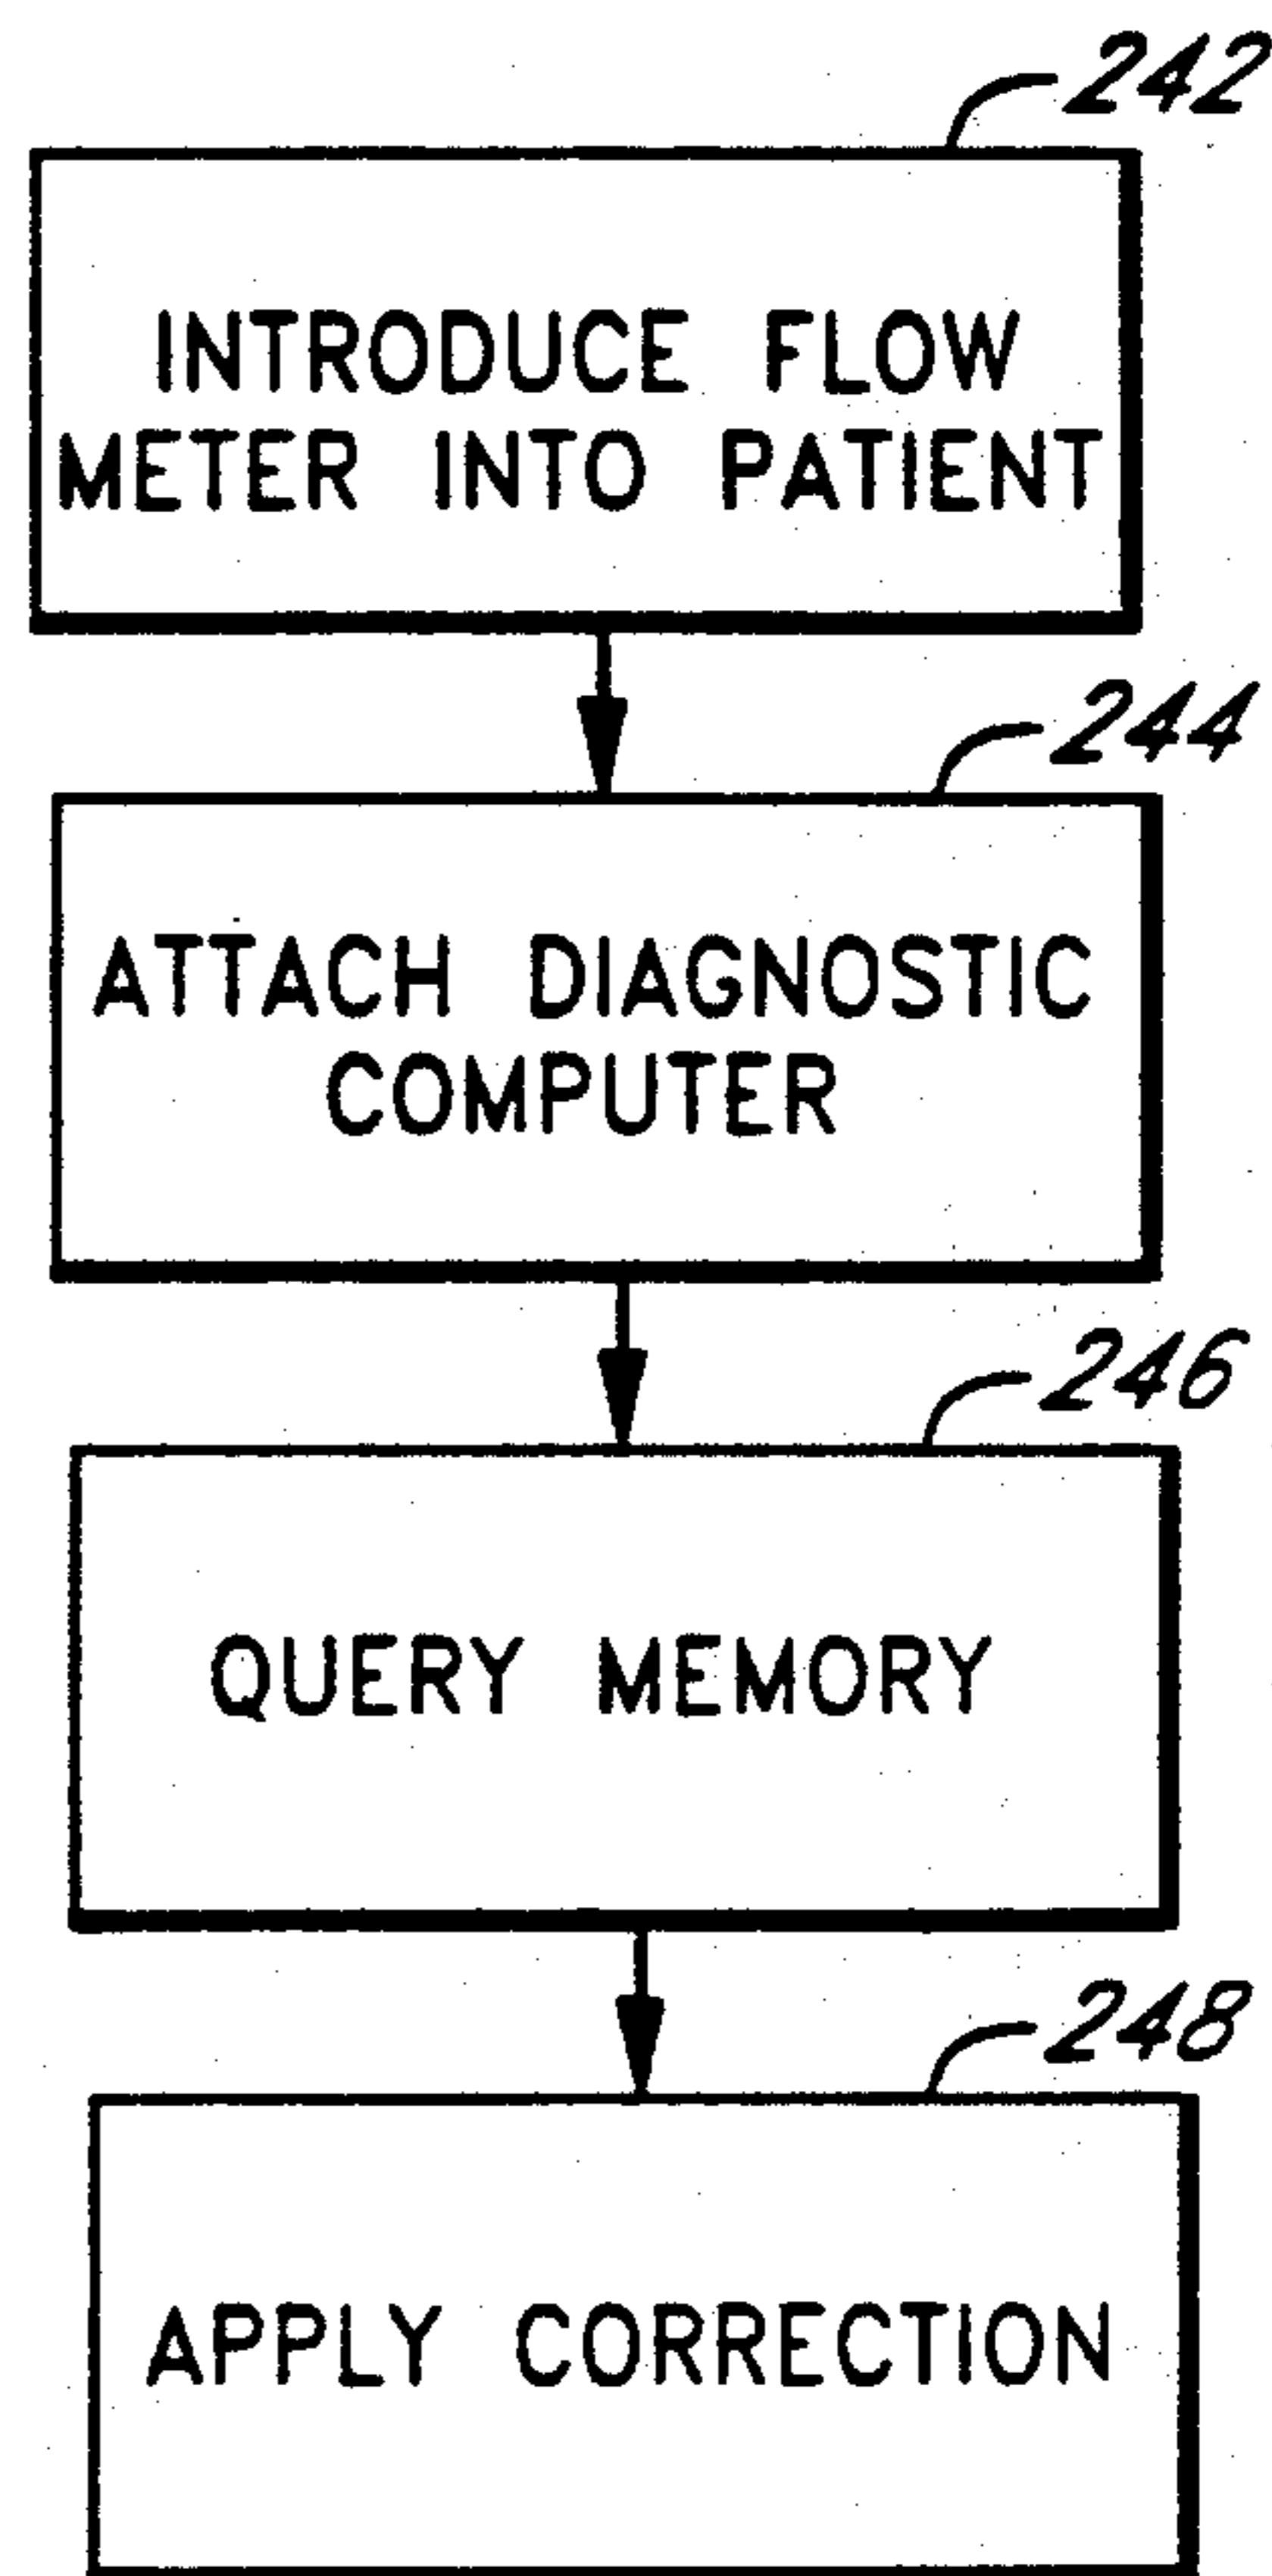 242
INTRODUCE FLOW
METER INTO PATIENT
244
ATTACH DIAGNOSTIC
COMPUTER
246
QUERY MEMORY
248
APPLY CORRECTION